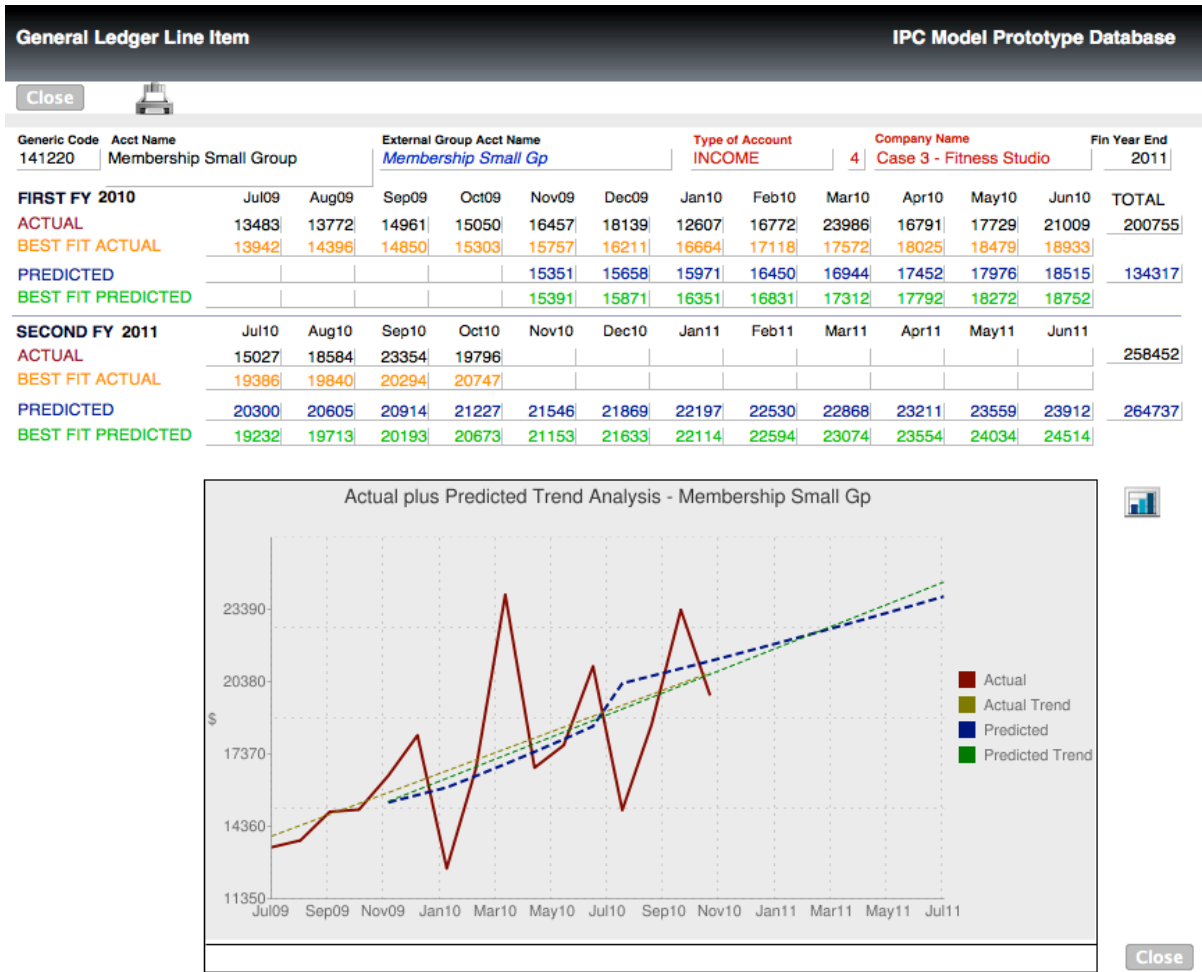 General Ledger Line Item IPC Model Prototype Database
Close
Generic Code Acct Name External Group Acct Name Type of Account Company Name Fin Year End
141220 Membership Small Group Membership Small Gp INCOME 4 Case 3 - Fitness Studio 2011
FIRST FY 2010 Jul09 Aug09 Sep09 Oct09 Nov09 Dec09 Jan10 Feb10 Mar10 Apr10 May10 Jun10 TOTAL
ACTUAL 13483 13772 14961 15050 16457 18139 12607 16772 23986 16791 17729 21009 200755
BEST FIT ACTUAL 13942 14396 14850 15303 15757 16211 16664 17118 17572 18025 18479 18933
PREDICTED 15351 15658 15971 16450 16944 17452 17976 18515 134317
BEST FIT PREDICTED 15391 15871 16351 16831 17312 17792 18272 18752
SECOND FY 2011 Jul10 Aug10 Sep10 Oct10 Nov10 Dec10 Jan11 Feb11 Mar11 Apr11 May11 Jun11
ACTUAL 15027 18584 23354 19796 258452
BEST FIT ACTUAL 19386 19840 20294 20747
PREDICTED 20300 20605 20914 21227 21546 21869 22197 22530 22868 23211 23559 23912 264737
BEST FIT PREDICTED 19232 19713 20193 20673 21153 21633 22114 22594 23074 23554 24034 24514
Actual plus Predicted Trend Analysis - Membership Small Gp
23390
20380
$
17370
14360
11350
Jul09 Sep09 Nov09 Jan10 Mar10 May10 Jul10 Sep10 Nov10 Jan11 Mar11 May11 Jul11
Actual
Actual Trend
Predicted
Predicted Trend
Close